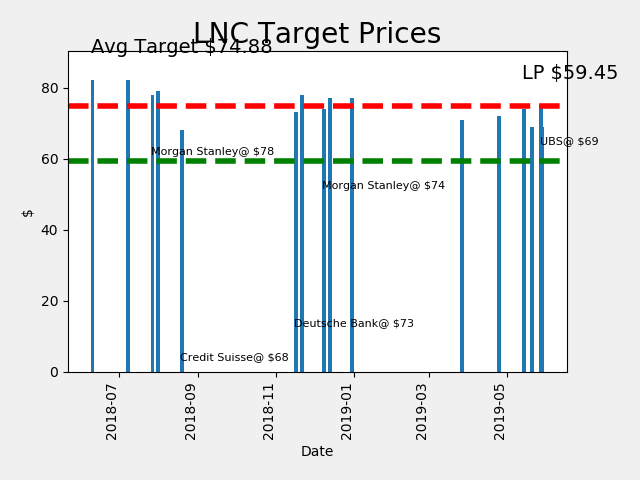 LNC Target Prices
Avg Target $74.88
LP $59.45
80
60
40
20
0
$
Morgan Stanley@ $78
UBS@ $69
Morgan Stanley@ $74
Deutsche Bank@ $73
Credit Suisse@ $68
2018-07
2018-09
2018-11
2019-01
2019-03
2019-05
Date